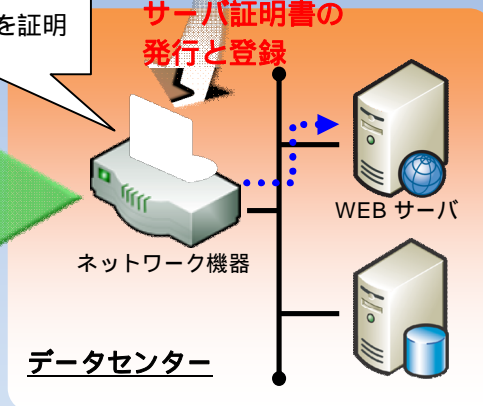 を証明
サーバ証明書の
発行と登録
WEB サーバ
ネットワーク機器
データセンター